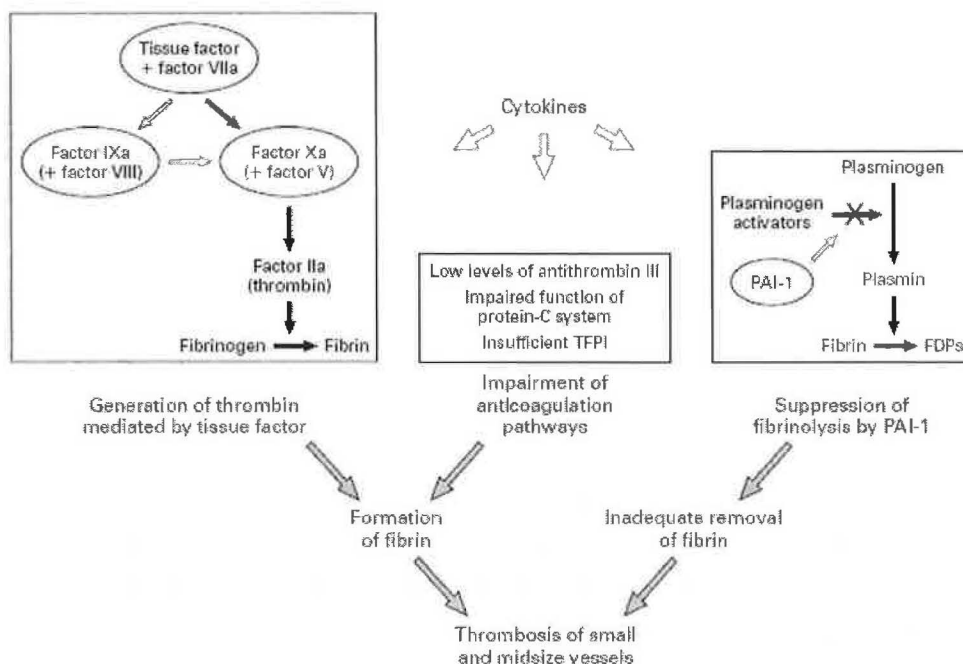 Tissue factor
+ factor VIIa
Factor IXa
(+ factor VIII)
Factor Xa
(+ factor V)
Factor IIa
(thrombin)
Fibrinogen
Fibrin
Generation of thrombin
mediated by tissue factor
Cytokines
Low levels of antithrombin III
Impaired function of
protein-C system
Insufficient TFPI
Impairment of
anticoagulation
pathways
Plasminogen
Plasminogen
activators
PAI-1
Plasmin
Fibrin
FDPs
Suppression of
fibrinolysis by PAI-1
Formation
of fibrin
Inadequate removal
of fibrin
Thrombosis of small
and midsize vessels